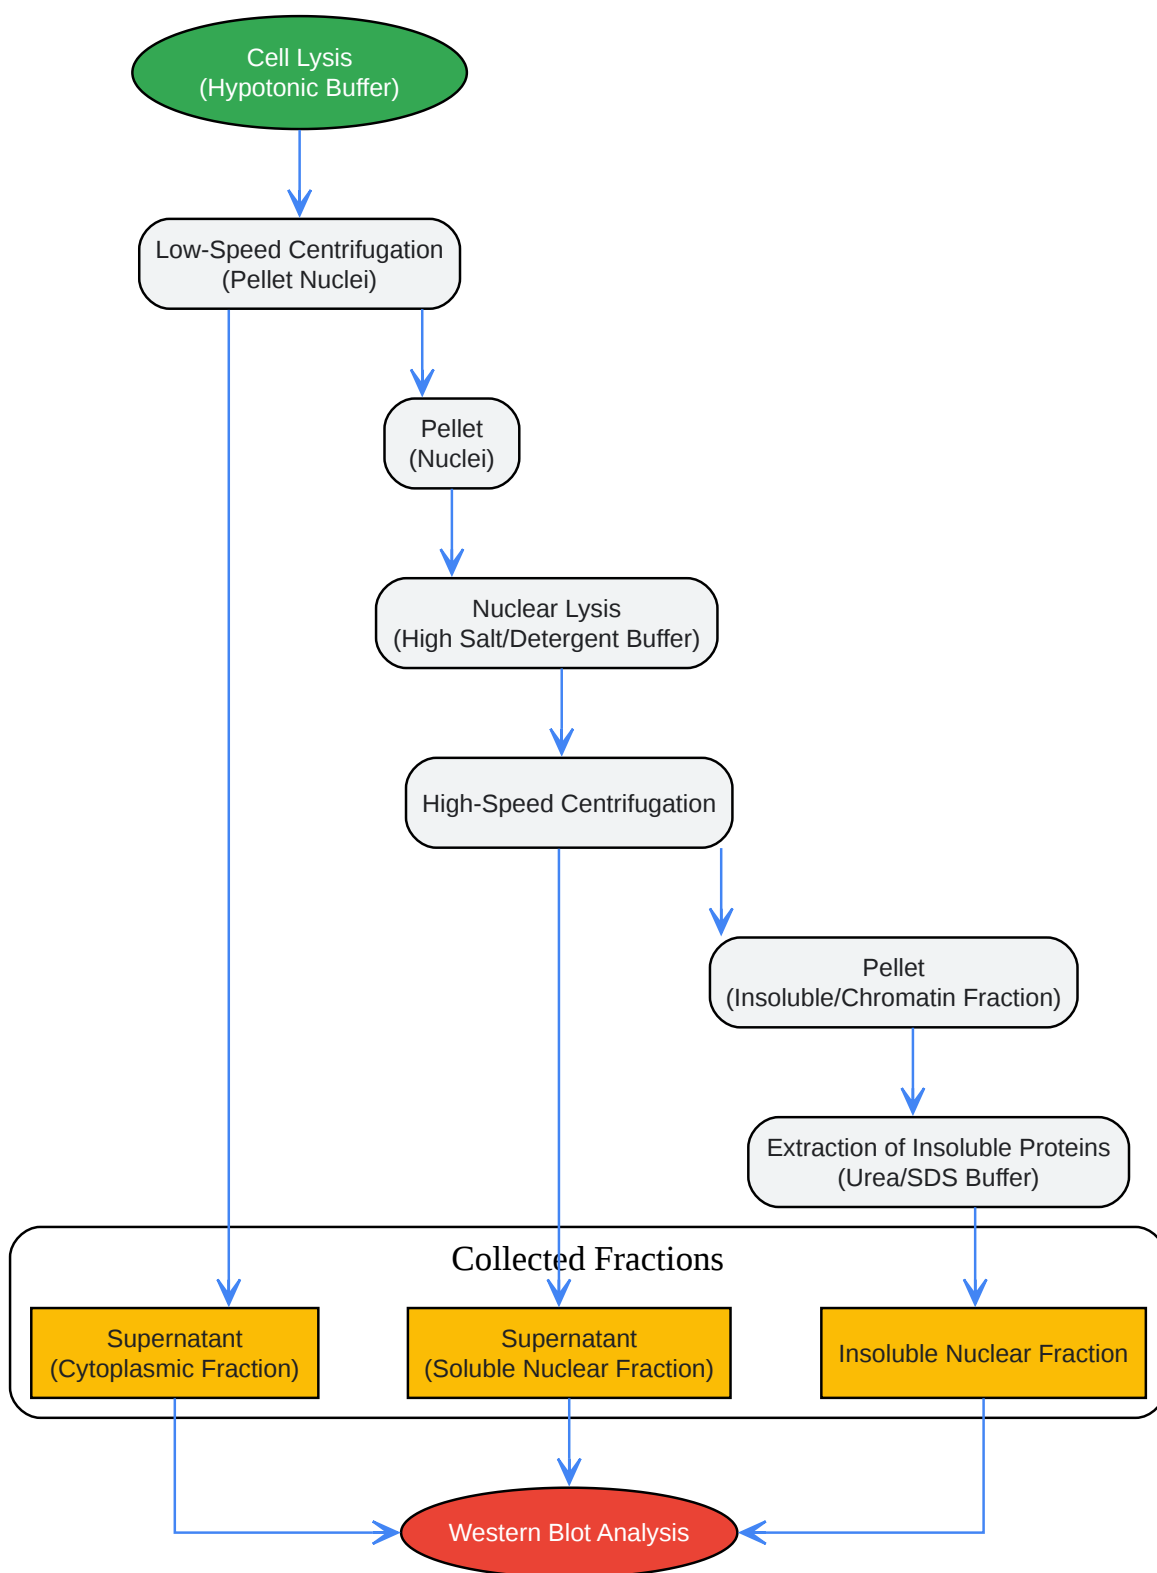 Cell Lysis
(Hypotonic Buffer)
Low-Speed Centrifugation
(Pellet Nuclei)
Pellet
(Nuclei)
Nuclear Lysis
(High Salt/Detergent Buffer)
High-Speed Centrifugation
Pellet
(Insoluble/Chromatin Fraction)
Extraction of Insoluble Proteins
(Urea/SDS Buffer)
Collected Fractions
Supernatant
(Cytoplasmic Fraction)
Supernatant
(Soluble Nuclear Fraction)
Insoluble Nuclear Fraction
Western Blot Analysis